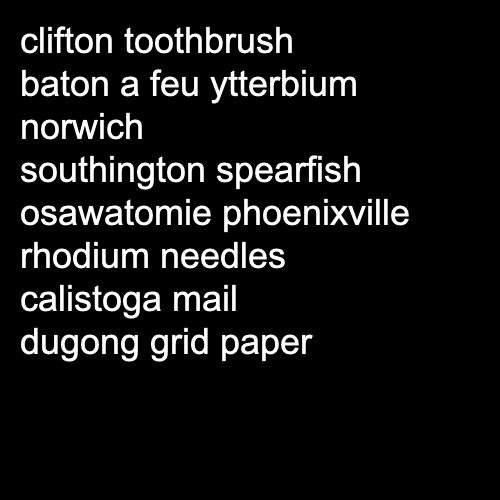 clifton toothbrush
baton a feu ytterbium
norwich
southington spearfish
osawatomie phoenixville
rhodium needles
calistoga mail
dugong grid paper